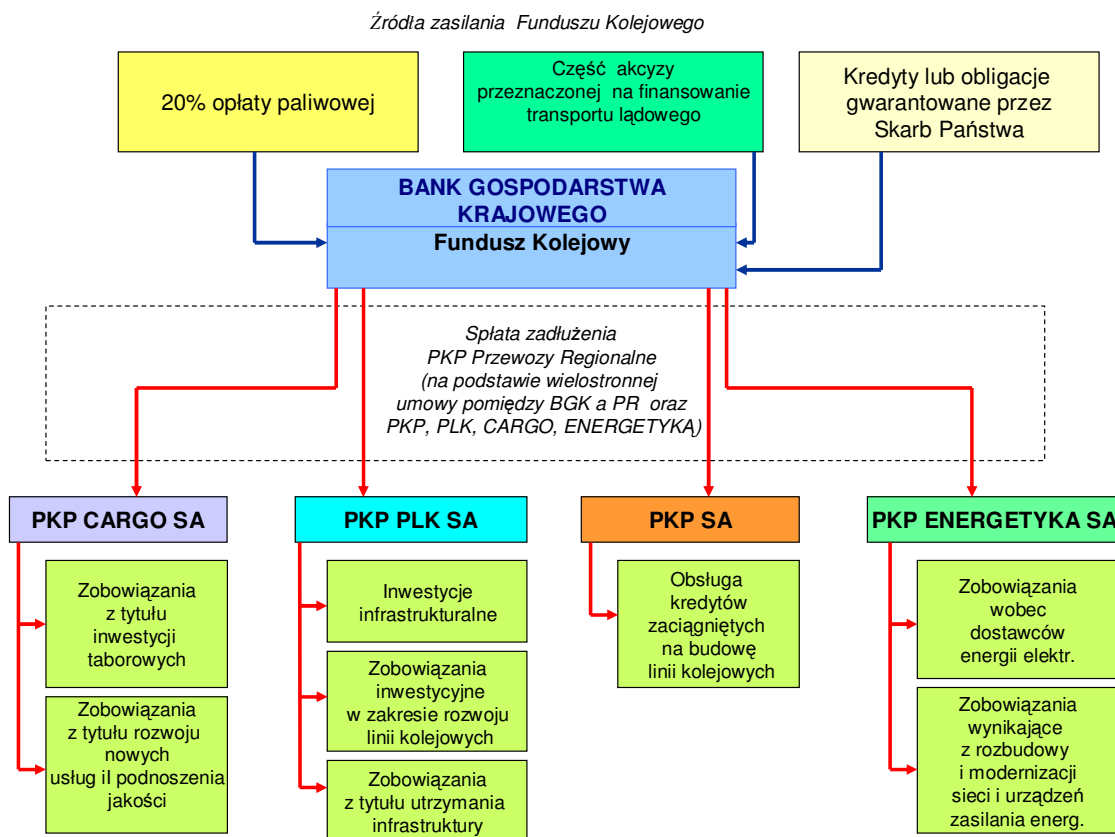 Źródła zasilania Funduszu Kolejowego
20% opłaty paliwowej
Część akcyzy
przeznaczonej na finansowanie
transportu lądowego
Kredyty lub obligacje
gwarantowane przez
Skarb Państwa
BANK GOSPODARSTWA
KRAJOWEGO
Fundusz Kolejowy
Spłata zadłużenia
PKP Przewozy Regionalne
(na podstawie wielostronnej
umowy pomiędzy BGK a PR oraz
PKP, PLK, CARGO, ENERGETYKĄ)
PKP CARGO SA
Zobowiązania
z tytułu
inwestycji
taborowych
Zobowiązania
z tytułu rozwoju
nowych
usług iI podnoszenia
jakości
PKP PLK SA
Inwestycje
infrastrukturalne
Zobowiązania
inwestycyjne
w zakresie rozwoju
linii kolejowych
Zobowiązania
z tytułu utrzymania
infrastruktury
PKP SA
Obsługa
kredytów
zaciągniętych
na budowę
linii kolejowych
PKP ENERGETYKA SA
Zobowiązania
wobec
dostawców
energii elektr.
Zobowiązania
wynikające
z rozbudowy
i modernizacji
sieci i urządzeń
zasilania energ.